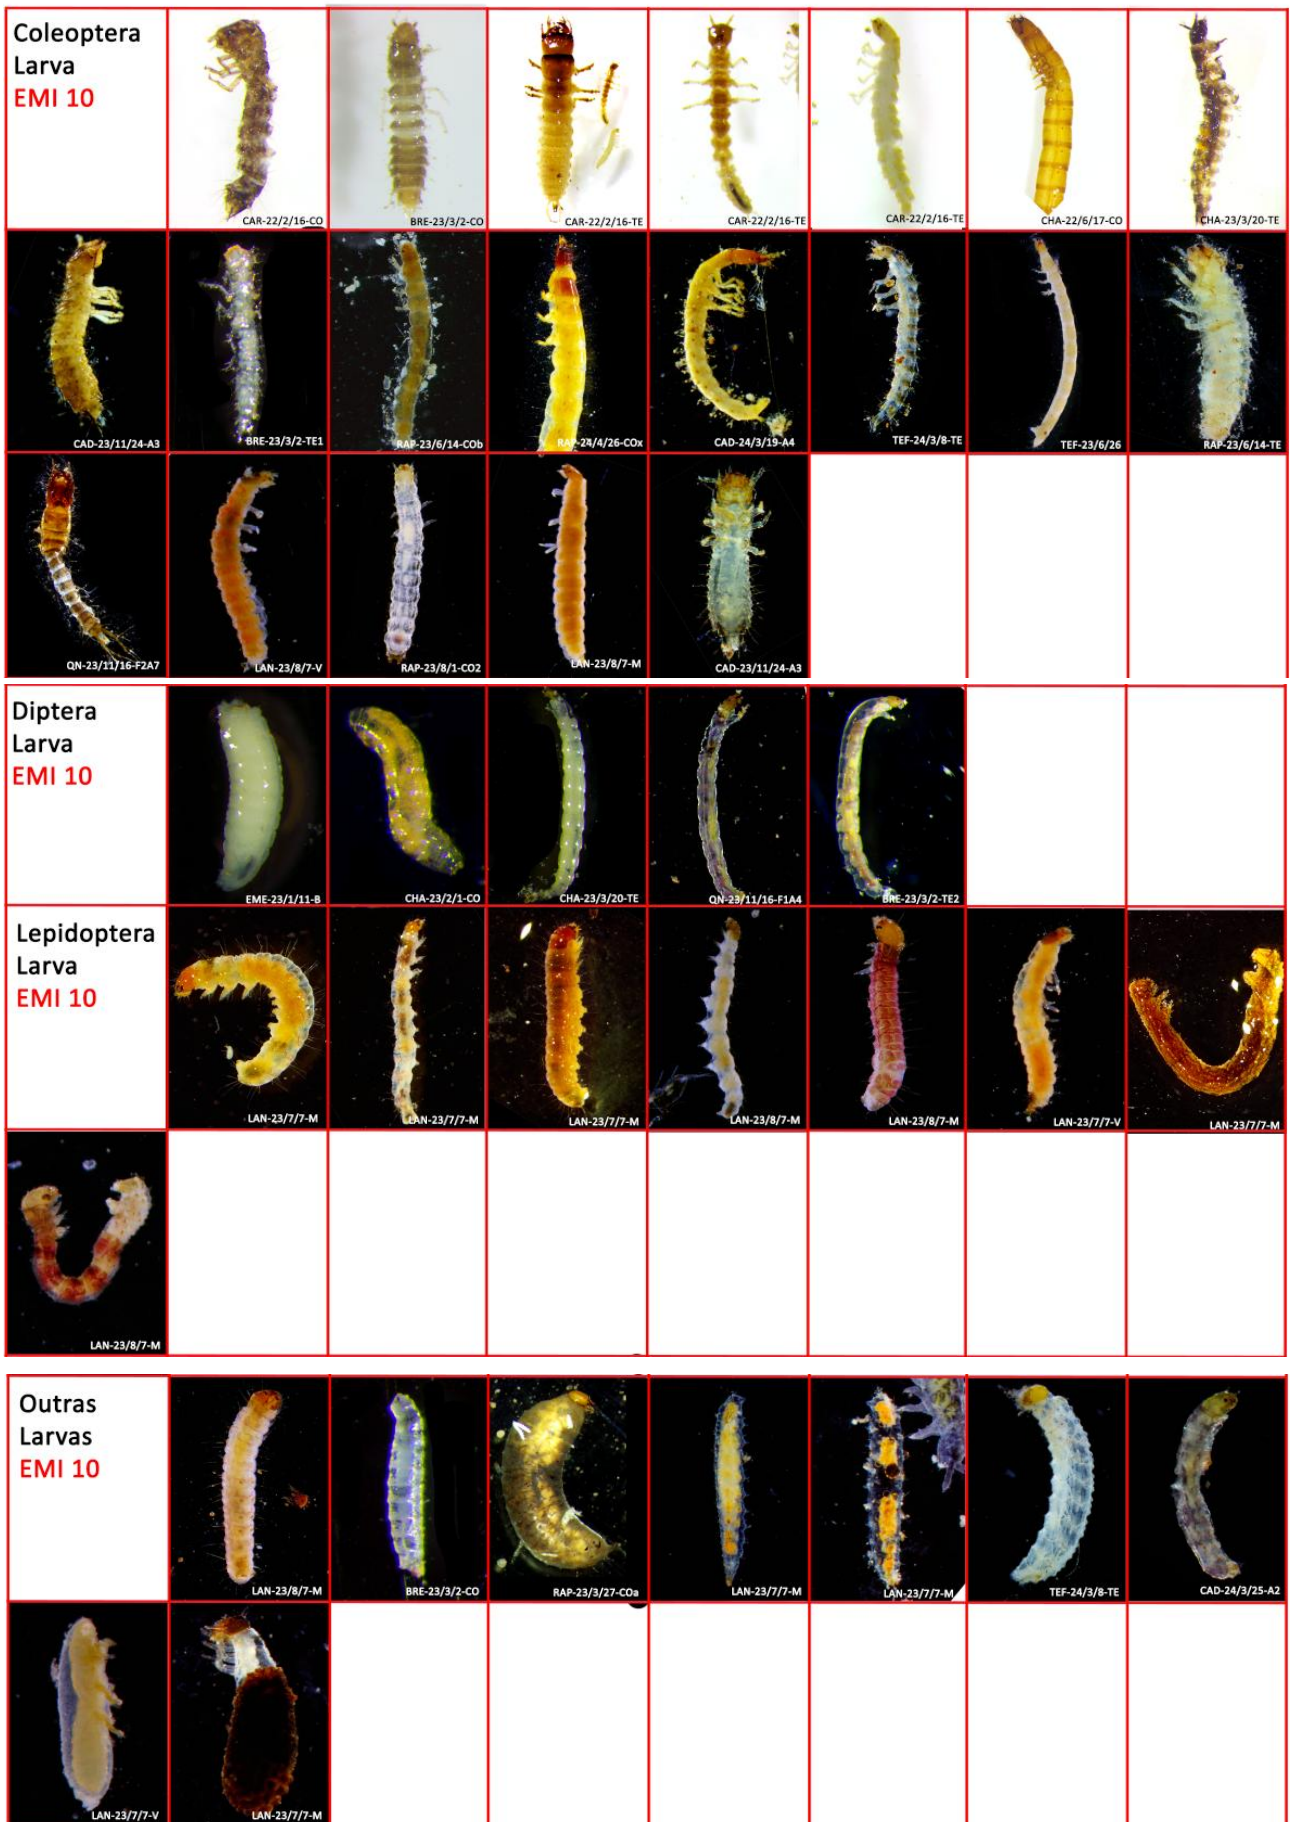 Coleoptera
Larva
EMI 10
CAR-22/2/16-CO
BRE-23/3/2-CO
CAR-22/2/16-TE
CAR-22/2/16-TE
CAR-22/2/16-TE
CHA-22/6/17-CO
CHA-23/3/20-TE
CAD-23/11/24-A3
BRE-23/3/2-TE1
RAP-23/6/14-COb
RAP-24/4/26-COx
CAD-24/3/19-A4
TEF-24/3/8-TE
TEF-23/6/26
RAP-23/6/14-TE
QN-23/11/16-F2A7
LAN-23/8/7-V
RAP-23/8/1-CO2
LAN-23/8/7-M
CAD-23/11/24-A3
Diptera
Larva
EMI 10
EME-23/1/11-B
CHA-23/2/1-CO
CHA-23/3/20-TE
QN-23/11/16-F1A4
BRE-23/3/2-TE2
Lepidoptera
Larva
EMI 10
LAN-23/7/7-M
LAN-23/7/7-M
LAN-23/7/7-M
LAN-23/8/7-M
LAN-23/8/7-M
LAN-23/7/7-V
LAN-23/7/7-M
LAN-23/8/7-M
Outras
Larvas
EMI 10
LAN-23/8/7-M
BRE-23/3/2-CO
RAP-23/3/27-COa
LAN-23/7/7-M
LAN-23/7/7-M
TEF-24/3/8-TE
CAD-24/3/25-A2
LAN-23/7/7-V
LAN-23/7/7-M